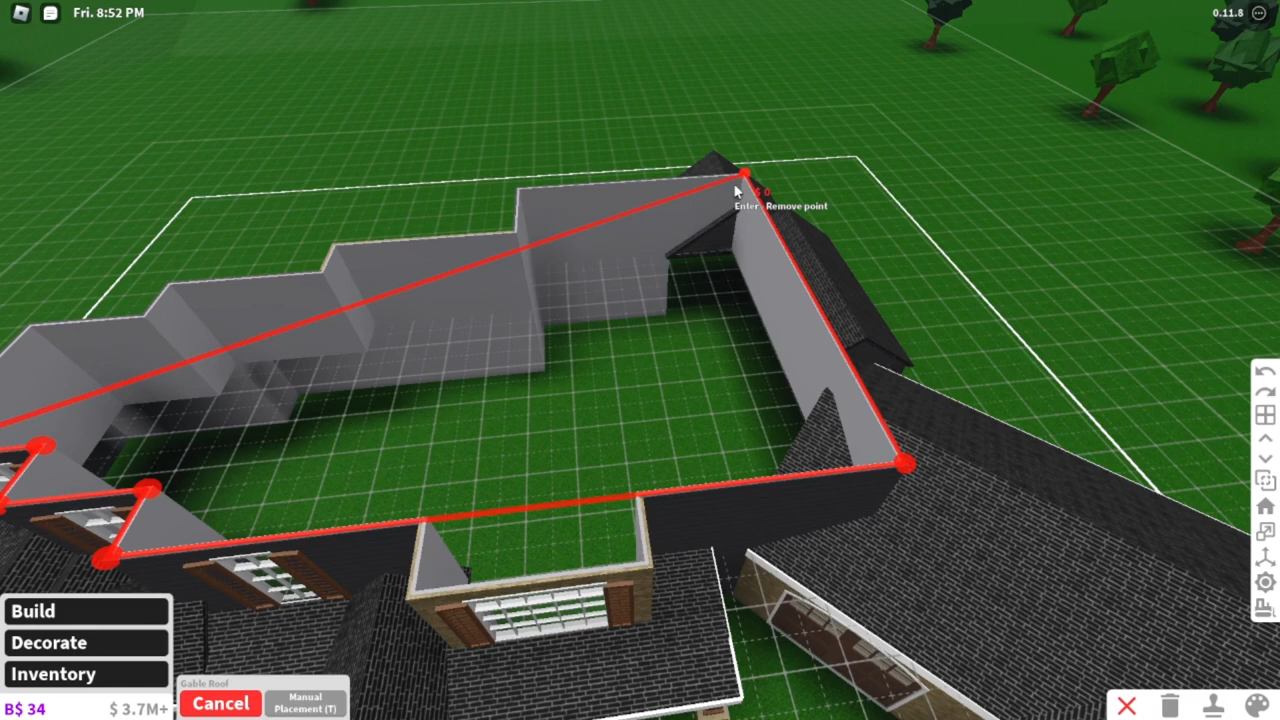 Fri. 8:52 PM
0.11.8
$ 0
Enter - Remove point
Build
Decorate
Inventory
Gable Roof
Cancel
Manual
Placement (T)
B$ 34
$ 3.7M+